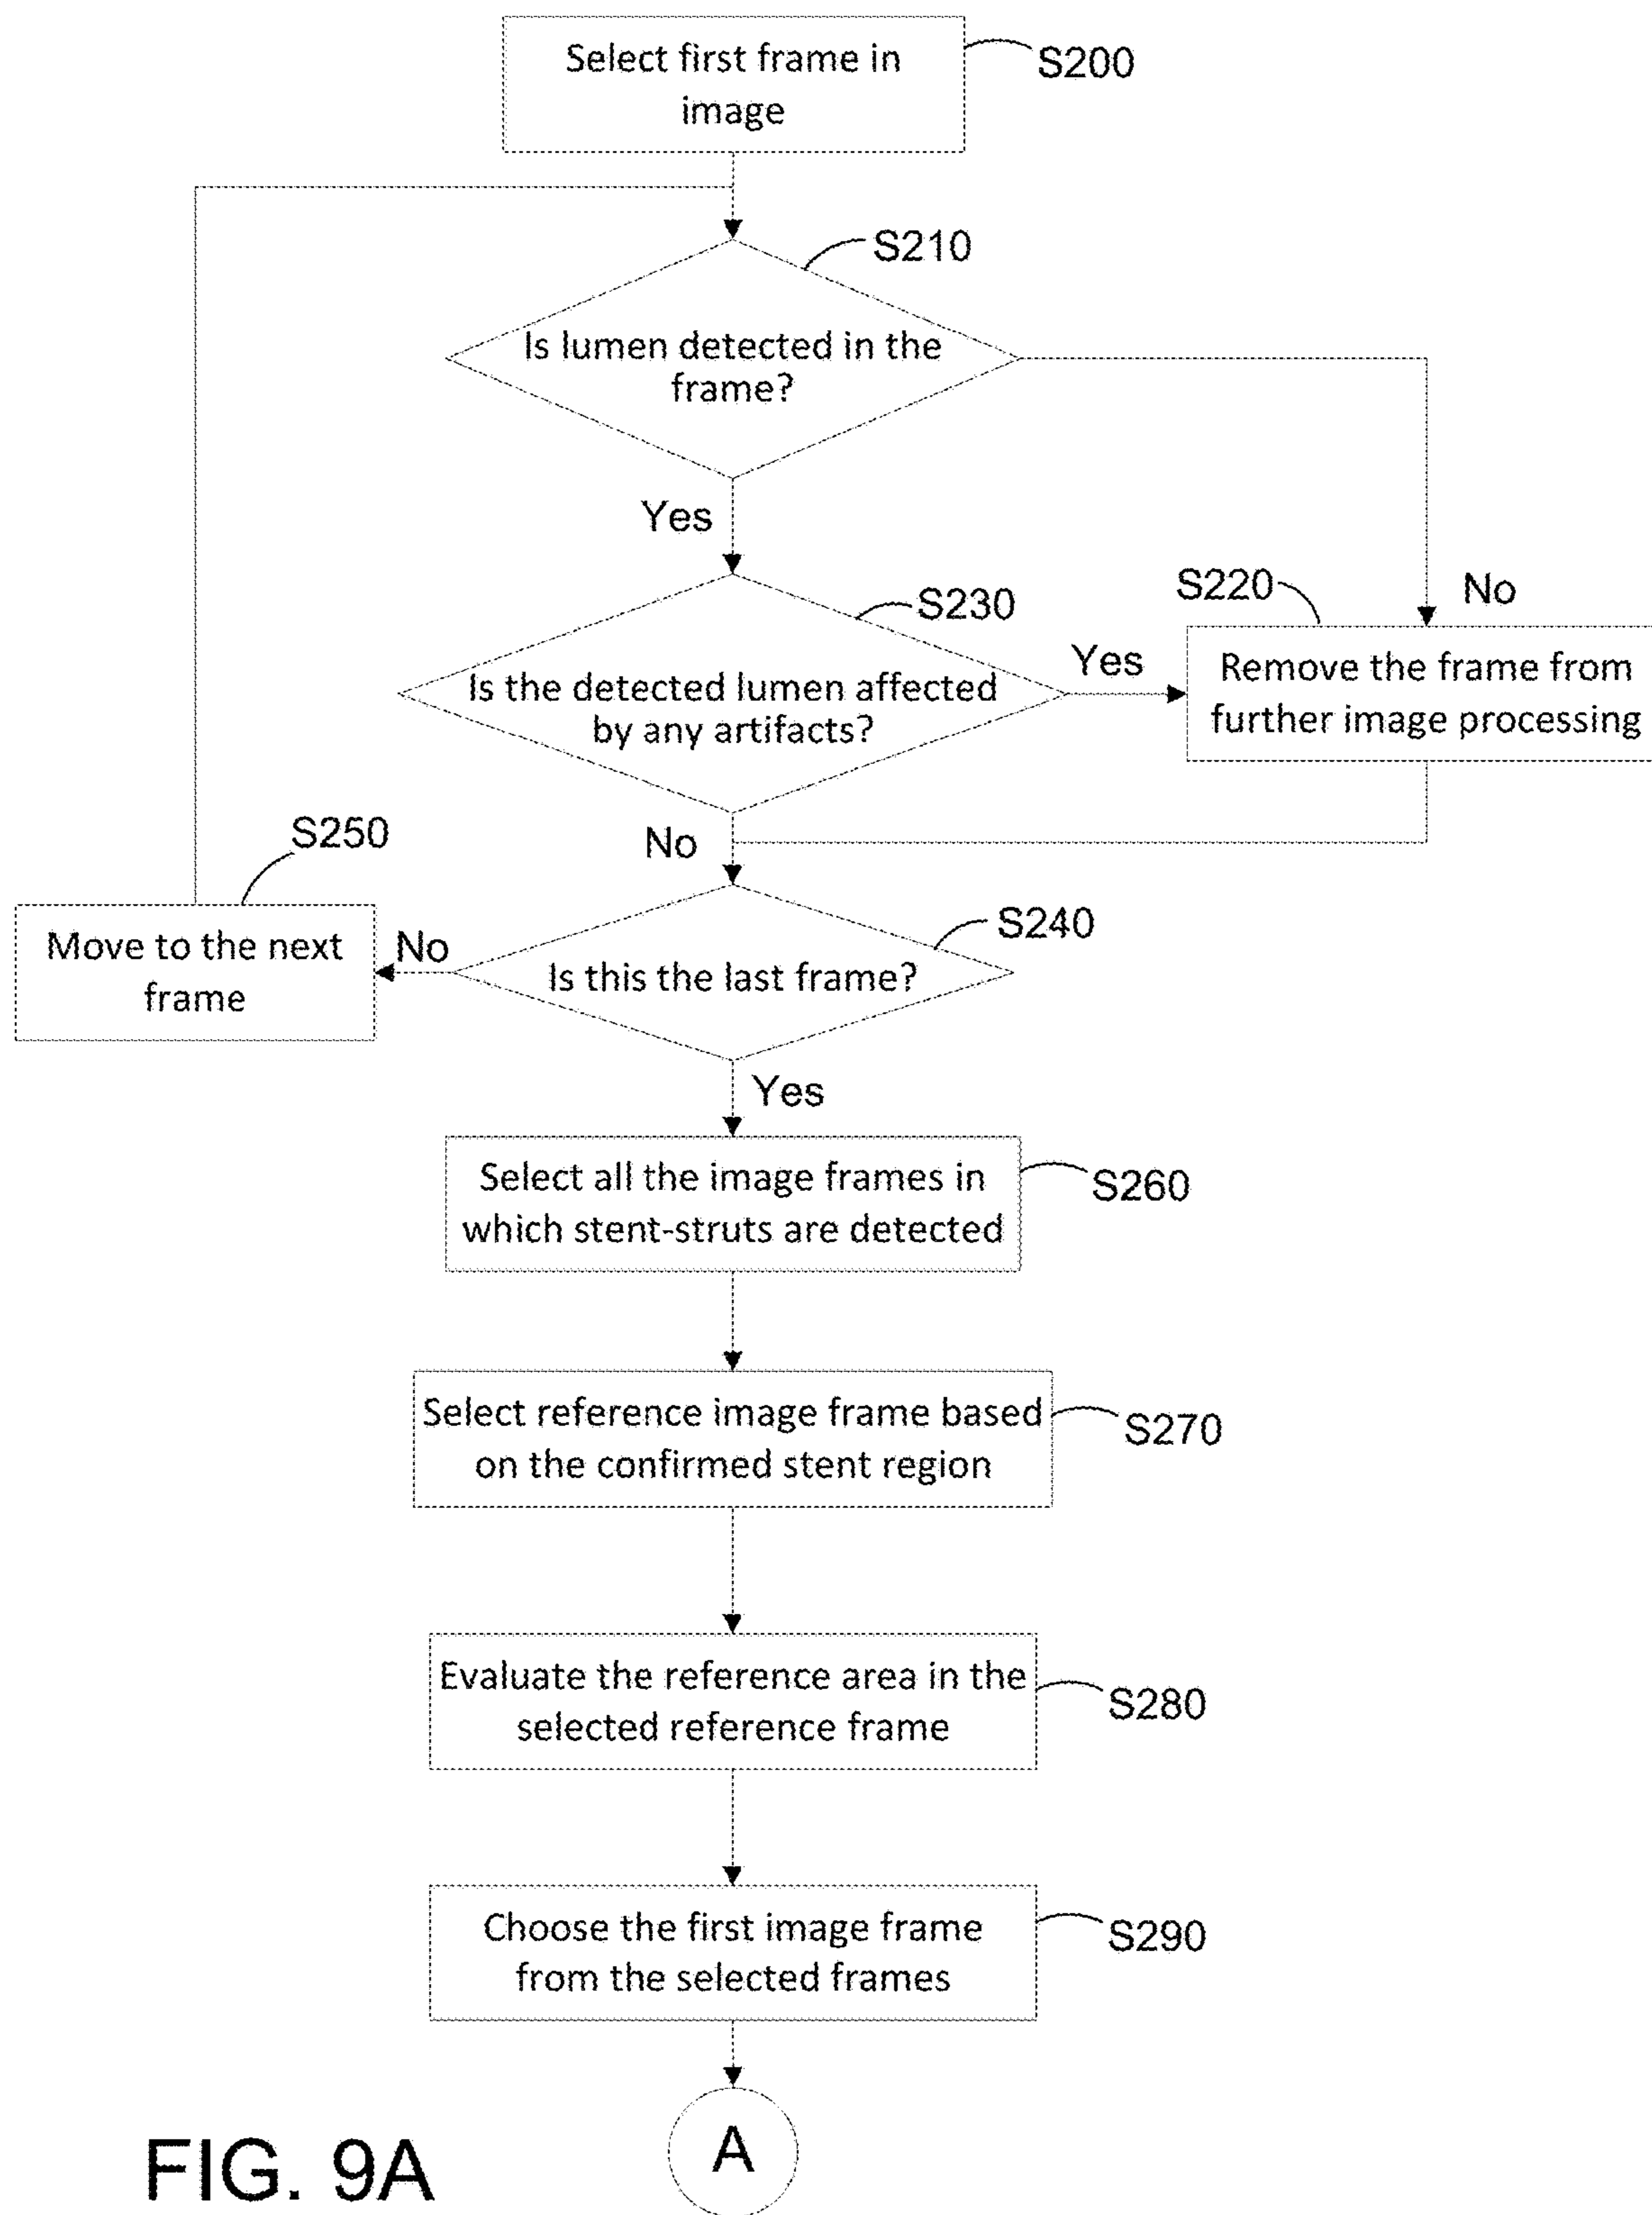 Select first frame in
image
S200
S210
Is lumen detected in the
frame?
Yes
S230
S220
No
Is the detected lumen affected
by any artifacts?
Yes
Remove the frame from
further image processing
No
S250
S240
Move to the next
frame
No
Is this the last frame?
Yes
Select all the image frames in
which stent-struts are detected
S260
Select reference image frame based
on the confirmed stent region
S270
Evaluate the reference area in the
selected reference frame
S280
Choose the first image frame
from the selected frames
S290
A
FIG. 9A